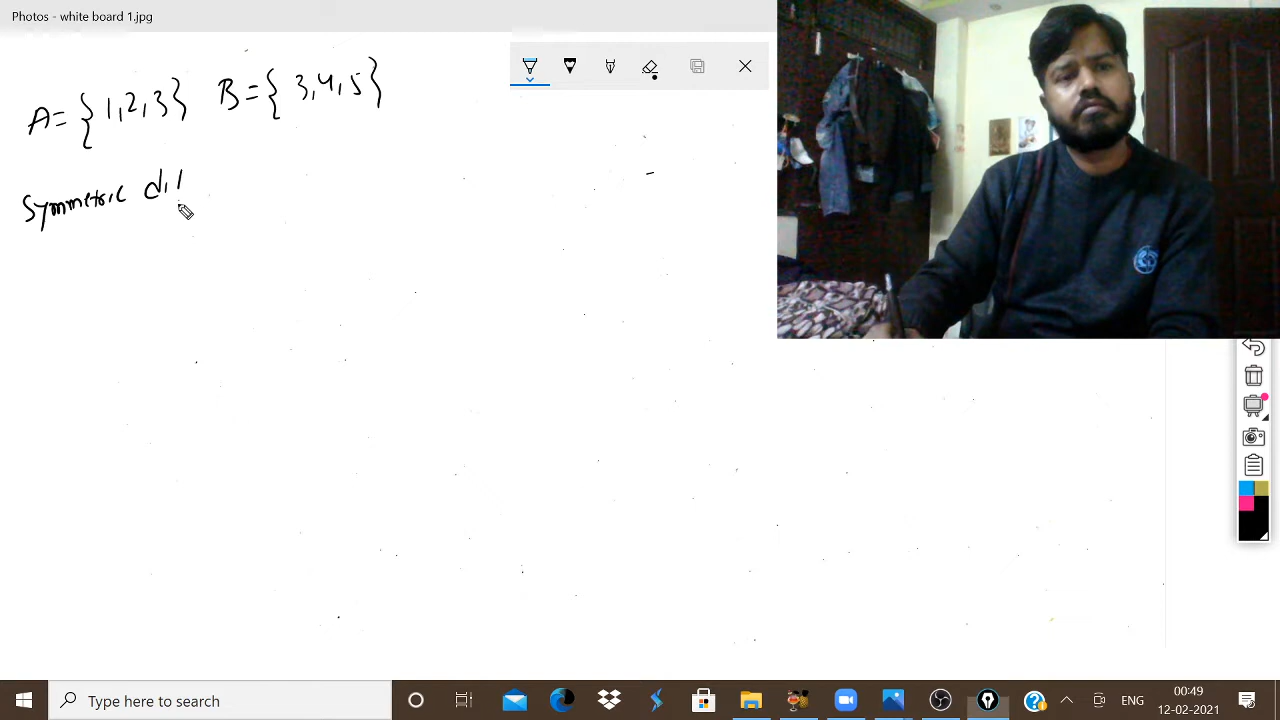 Photos - white board 1.jpg
A = { 1, 2, 3 } B = { 3, 4, 5 }
Symmetric
Type here to search
ENG
00:49
12-02-2021